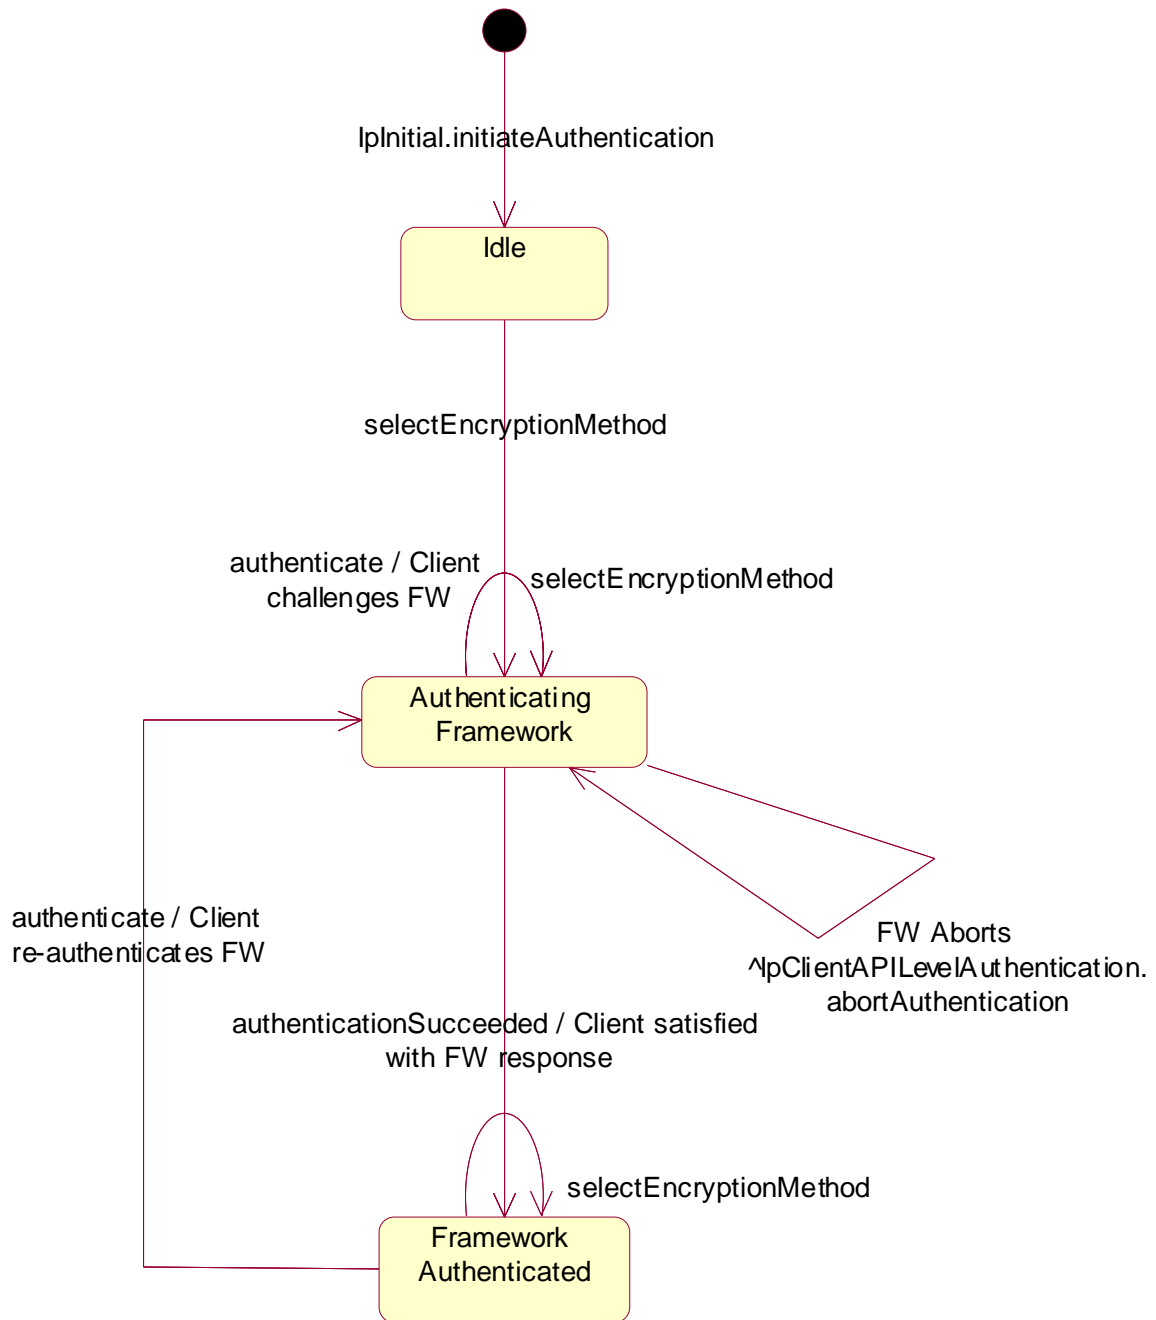 IpInitial.initiateAuthentication
Idle
selectEncryptionMethod
authenticate / Client
challenges FW
selectEncryptionMethod
Authenticating
Framework
authenticate / Client
re-authenticates FW
FW Aborts
^IpClientAPILevelAuthentication.
abortAuthentication
authenticationSucceeded / Client satisfied
with FW response
selectEncryptionMethod
Framework
Authenticated